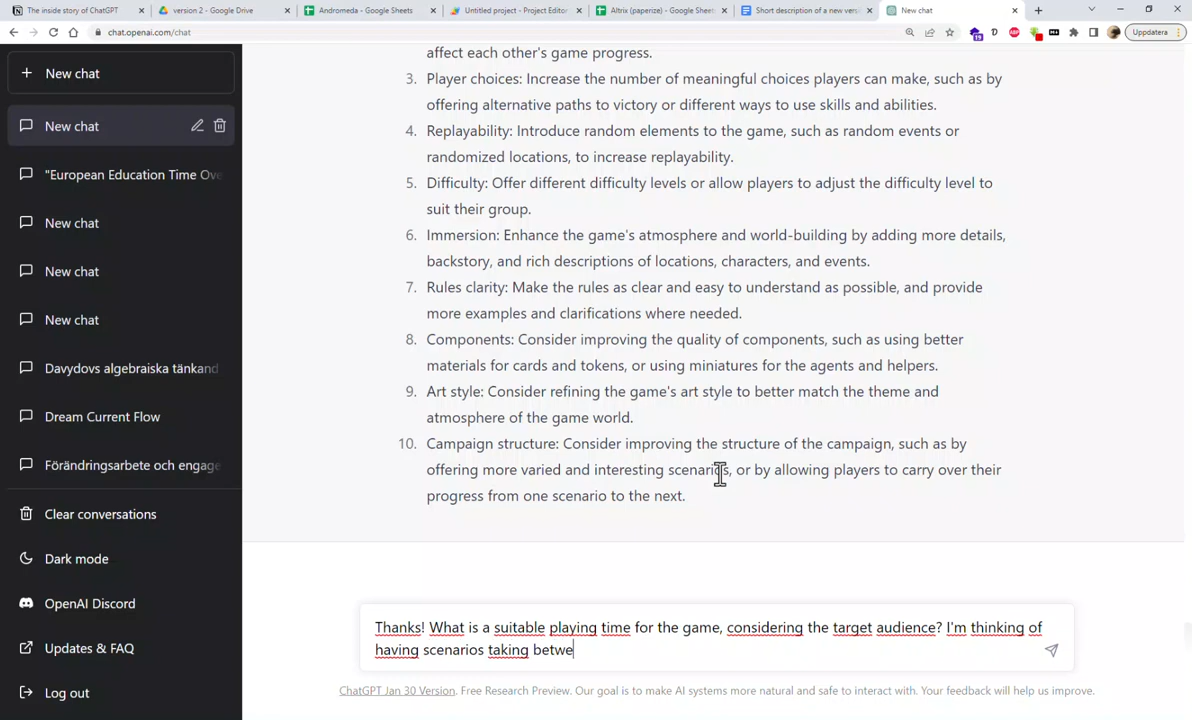 The inside story of ChatGPT
version 2 - Google Drive
Andromeda - Google Sheets
Untitled project - Project Editor
Altrix (paperize) - Google Sheets
Short description of a new vers
New chat
chat.openai.com/chat
19
ABP
Uppdatera
New chat
New chat
"European Education Time Ove
New chat
New chat
New chat
Davydovs algebraiska tänkand
Dream Current Flow
Förändringsarbete och engage
Clear conversations
Dark mode
OpenAI Discord
Updates & FAQ
Log out
affect each other's game progress.
3. Player choices: Increase the number of meaningful choices players can make, such as by
offering alternative paths to victory or different ways to use skills and abilities.
4. Replayability: Introduce random elements to the game, such as random events or
randomized locations, to increase replayability.
5. Difficulty: Offer different difficulty levels or allow players to adjust the difficulty level to
suit their group.
6. Immersion: Enhance the game's atmosphere and world-building by adding more details,
backstory, and rich descriptions of locations, characters, and events.
7. Rules clarity: Make the rules as clear and easy to understand as possible, and provide
more examples and clarifications where needed.
8. Components: Consider improving the quality of components, such as using better
materials for cards and tokens, or using miniatures for the agents and helpers.
9. Art style: Consider refining the game's art style to better match the theme and
atmosphere of the game world.
10. Campaign structure: Consider improving the structure of the campaign, such as by
offering more varied and interesting scenarios, or by allowing players to carry over their
progress from one scenario to the next.
Thanks! What is a suitable playing time for the game, considering the target audience? I'm thinking of
having scenarios taking betwe
ChatGPT Jan 30 Version. Free Research Preview. Our goal is to make AI systems more natural and safe to interact with. Your feedback will help us improve.